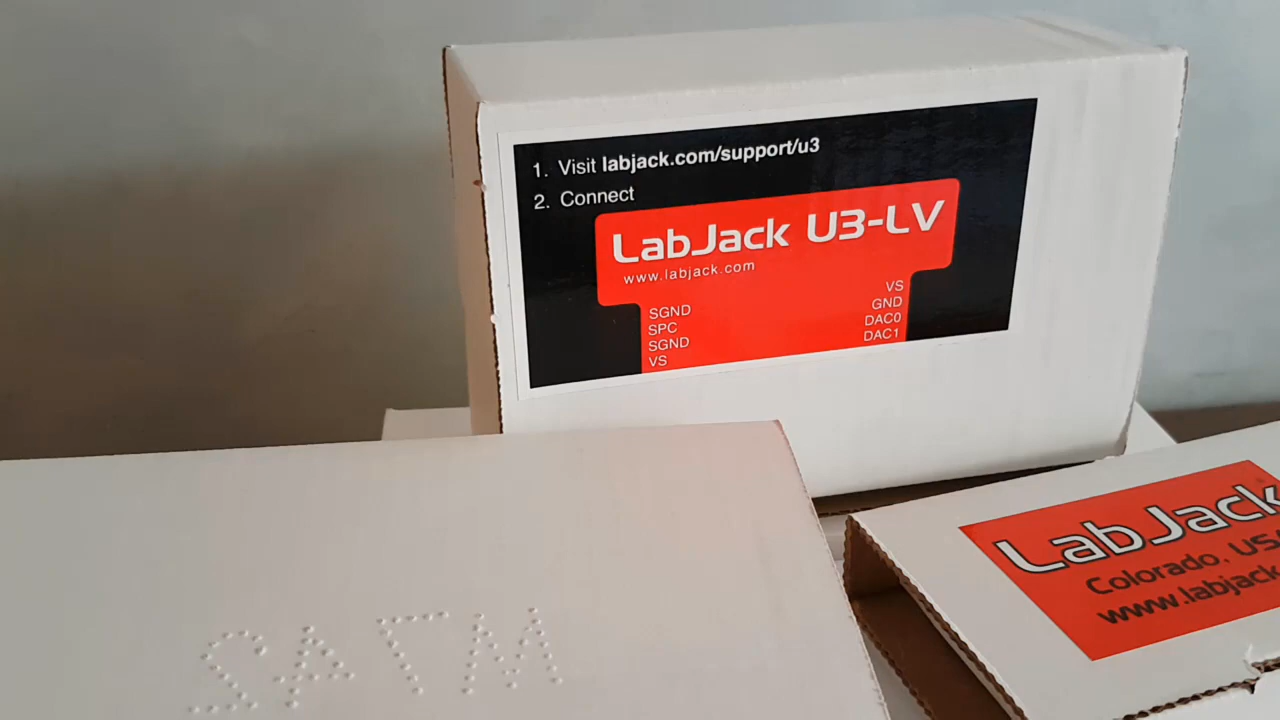 1. Visit labjack.com/support/u3
2. Connect
LabJack U3-LV
www.labjack.com
SGND
SPC
SGND
VS
VS
GND
DAC0
DAC1
LabJack
Colorado, USA
www.labjack